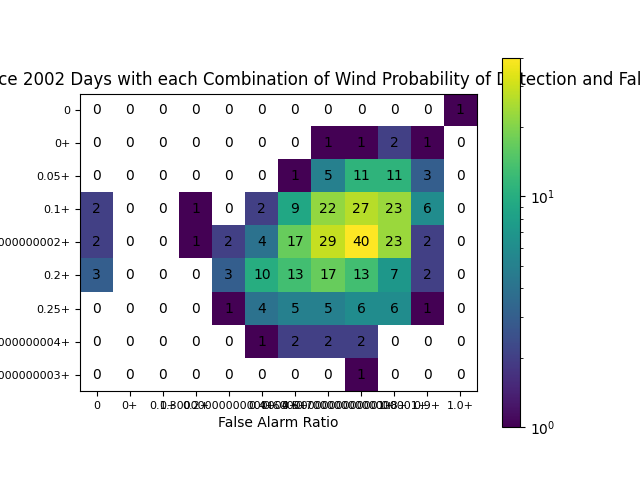 ce 2002 Days with each Combination of Wind Probability of Detection and Fal
0 0 0 0 0 0 0 0 0 0 0 0 1
0+ 0 0 0 0 0 0 0 1 1 2 1 0
0.05+ 0 0 0 0 0 0 1 5 11 11 3 0
0.1+ 2 0 0 1 0 2 9 22 27 23 6 0
2 0 0 1 2 4 17 29 40 23 2 0
0.2+ 3 0 0 0 3 10 13 17 13 7 2 0
0.25+ 0 0 0 0 1 4 5 5 6 6 1 0
0 0 0 0 0 1 2 2 2 0 0 0
0 0 0 0 0 0 0 0 1 0 0 0
0 0+ 1.0+
False Alarm Ratio
10¹
10⁰